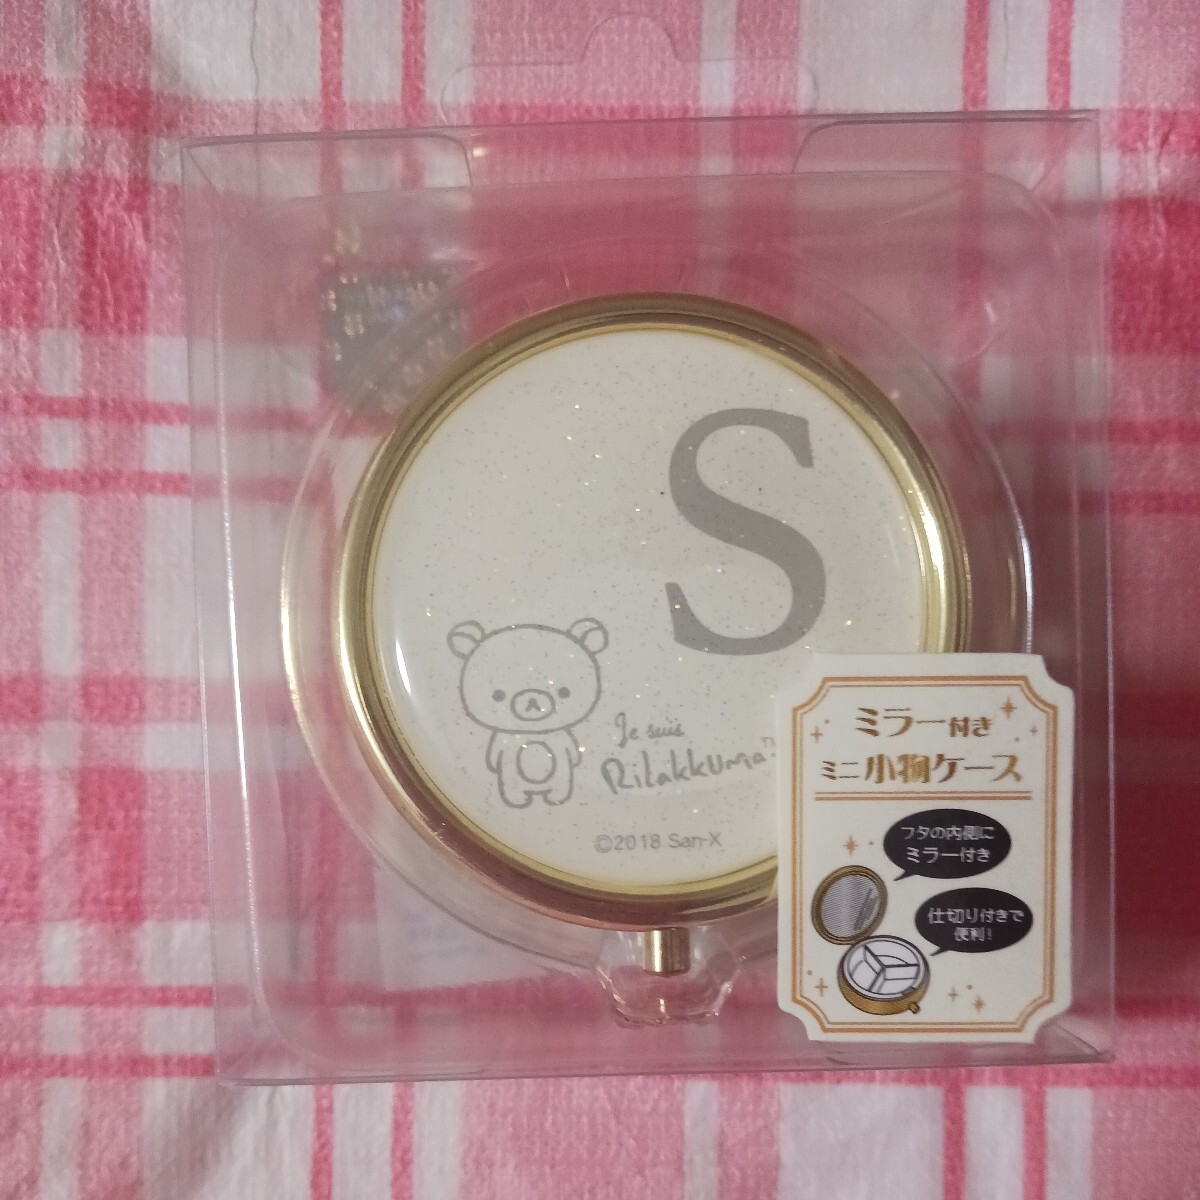 S
Je suis
Rilakkuma™
©2018 San-X
ミラー付き
ミニ小物ケース
フタの内側に
ミラー付き
仕切り付きで
便利!